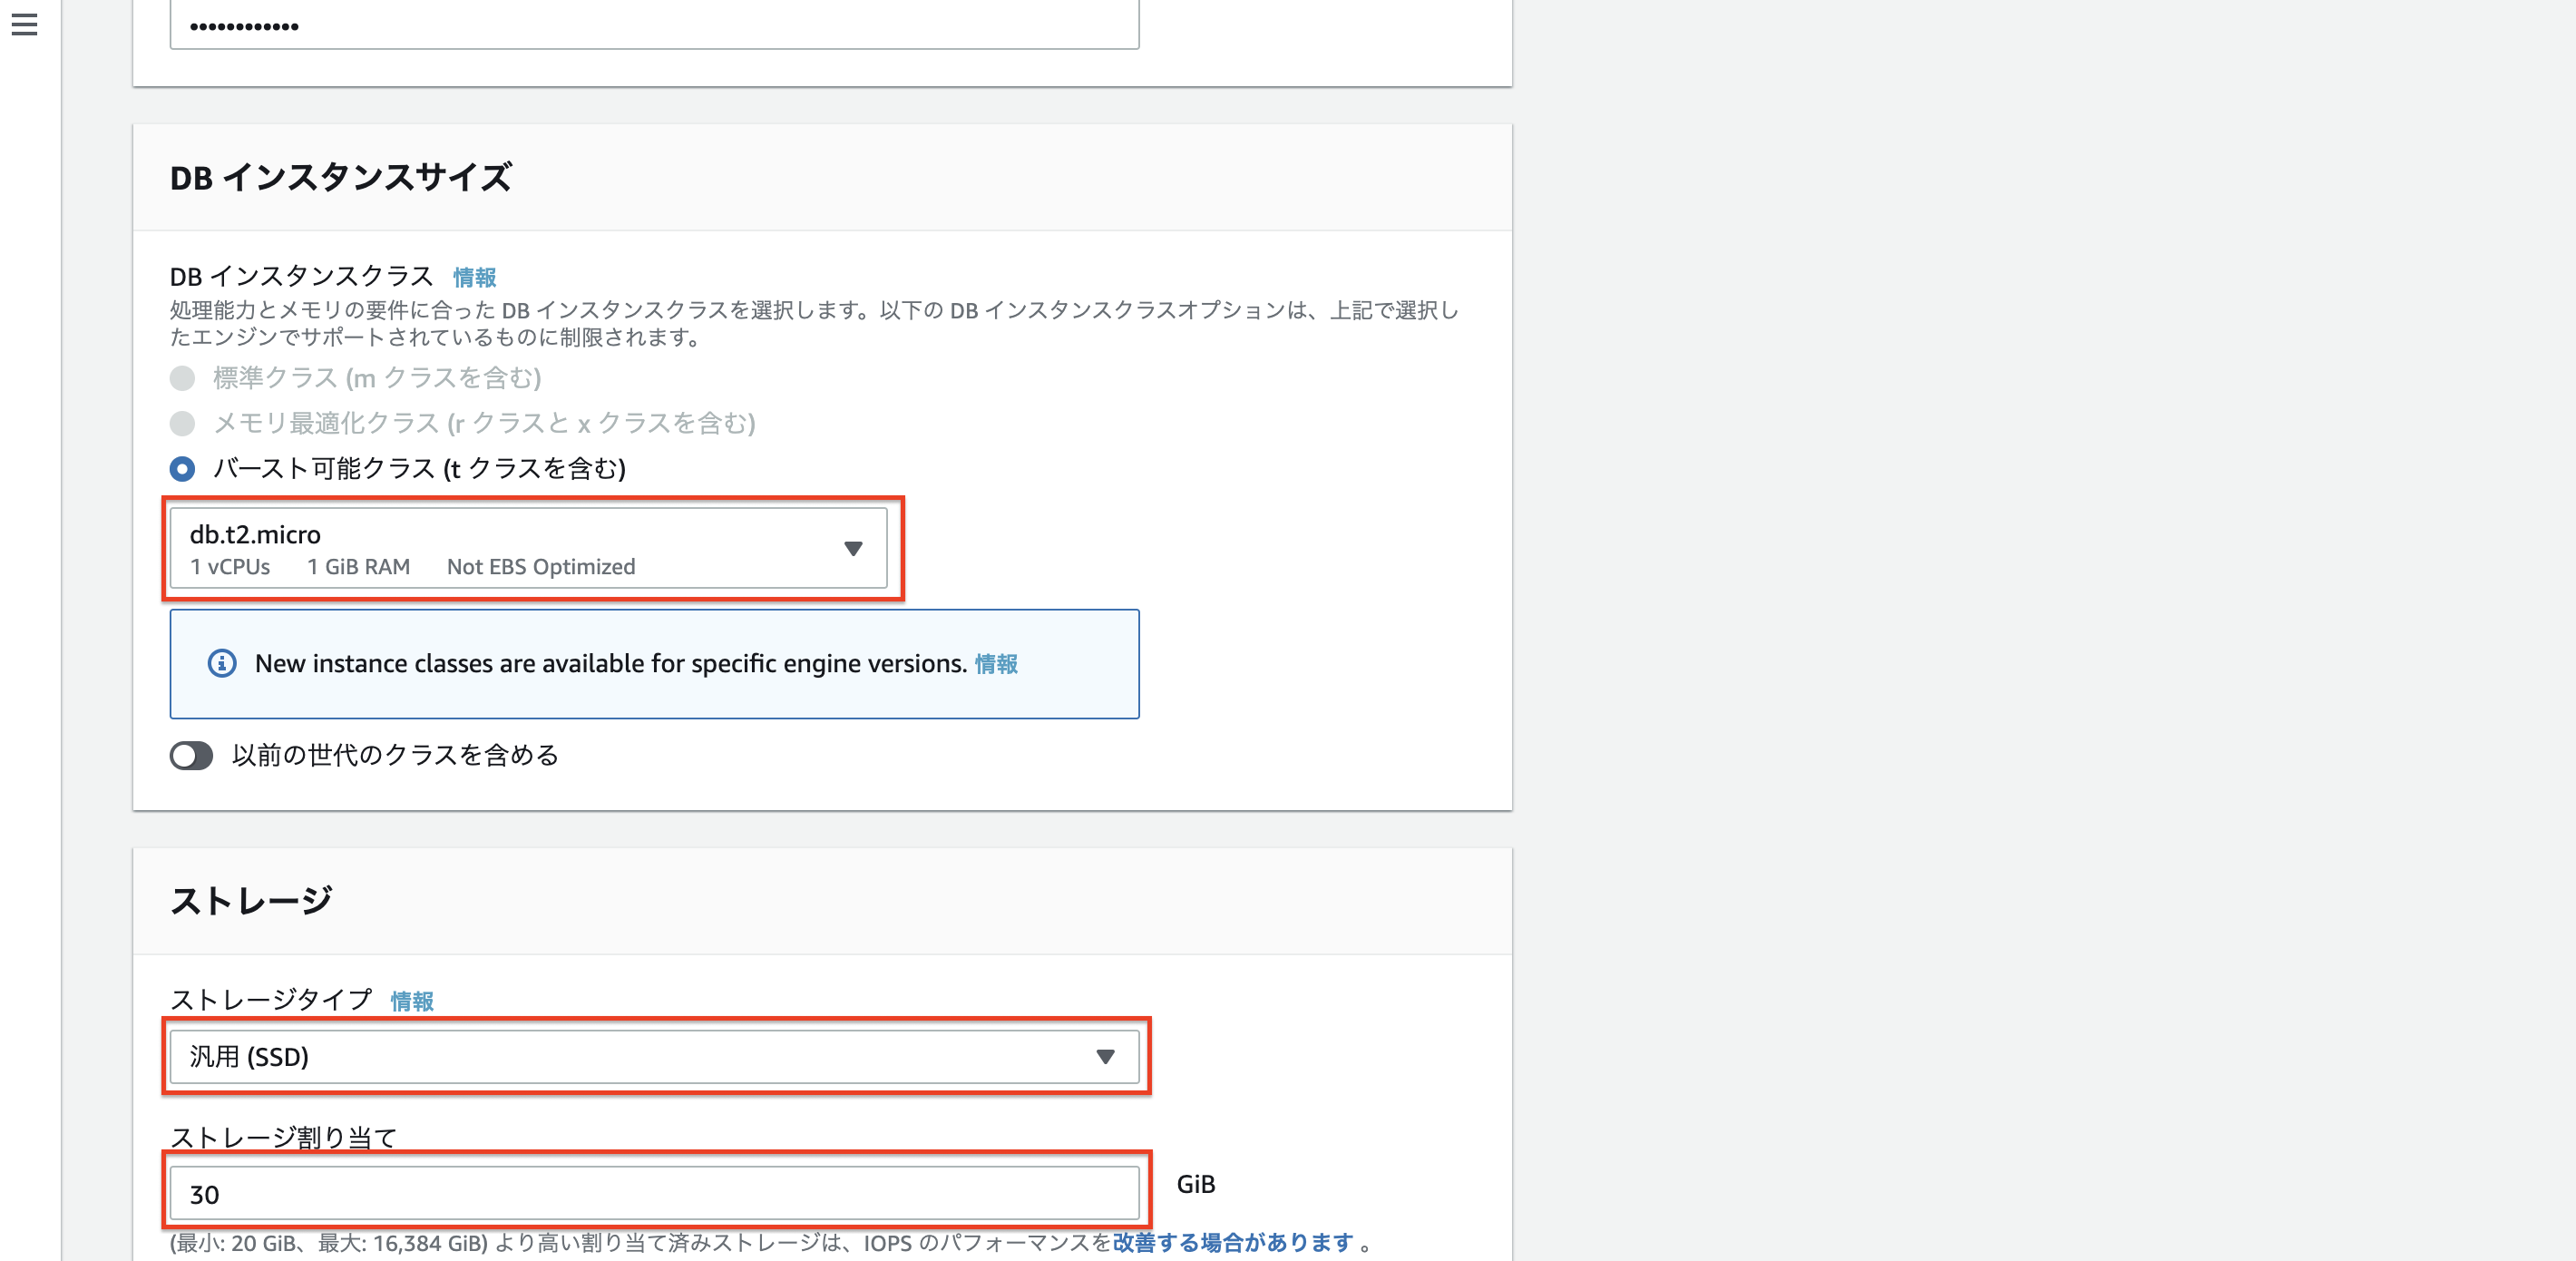 ••••••••••••
DB インスタンスサイズ
DB インスタンスクラス 情報
処理能力とメモリの要件に合った DB インスタンスクラスを選択します。以下の DB インスタンスクラスオプションは、上記で選択し
たエンジンでサポートされているものに制限されます。
標準クラス (m クラスを含む)
メモリ最適化クラス (r クラスと x クラスを含む)
バースト可能クラス (t クラスを含む)
db.t2.micro
1 vCPUs 1 GiB RAM Not EBS Optimized
New instance classes are available for specific engine versions. 情報
以前の世代のクラスを含める
ストレージ
ストレージタイプ 情報
汎用 (SSD)
ストレージ割り当て
30
GiB
(最小: 20 GiB、最大: 16,384 GiB) より高い割り当て済みストレージは、IOPS のパフォーマンスを改善する場合があります 。